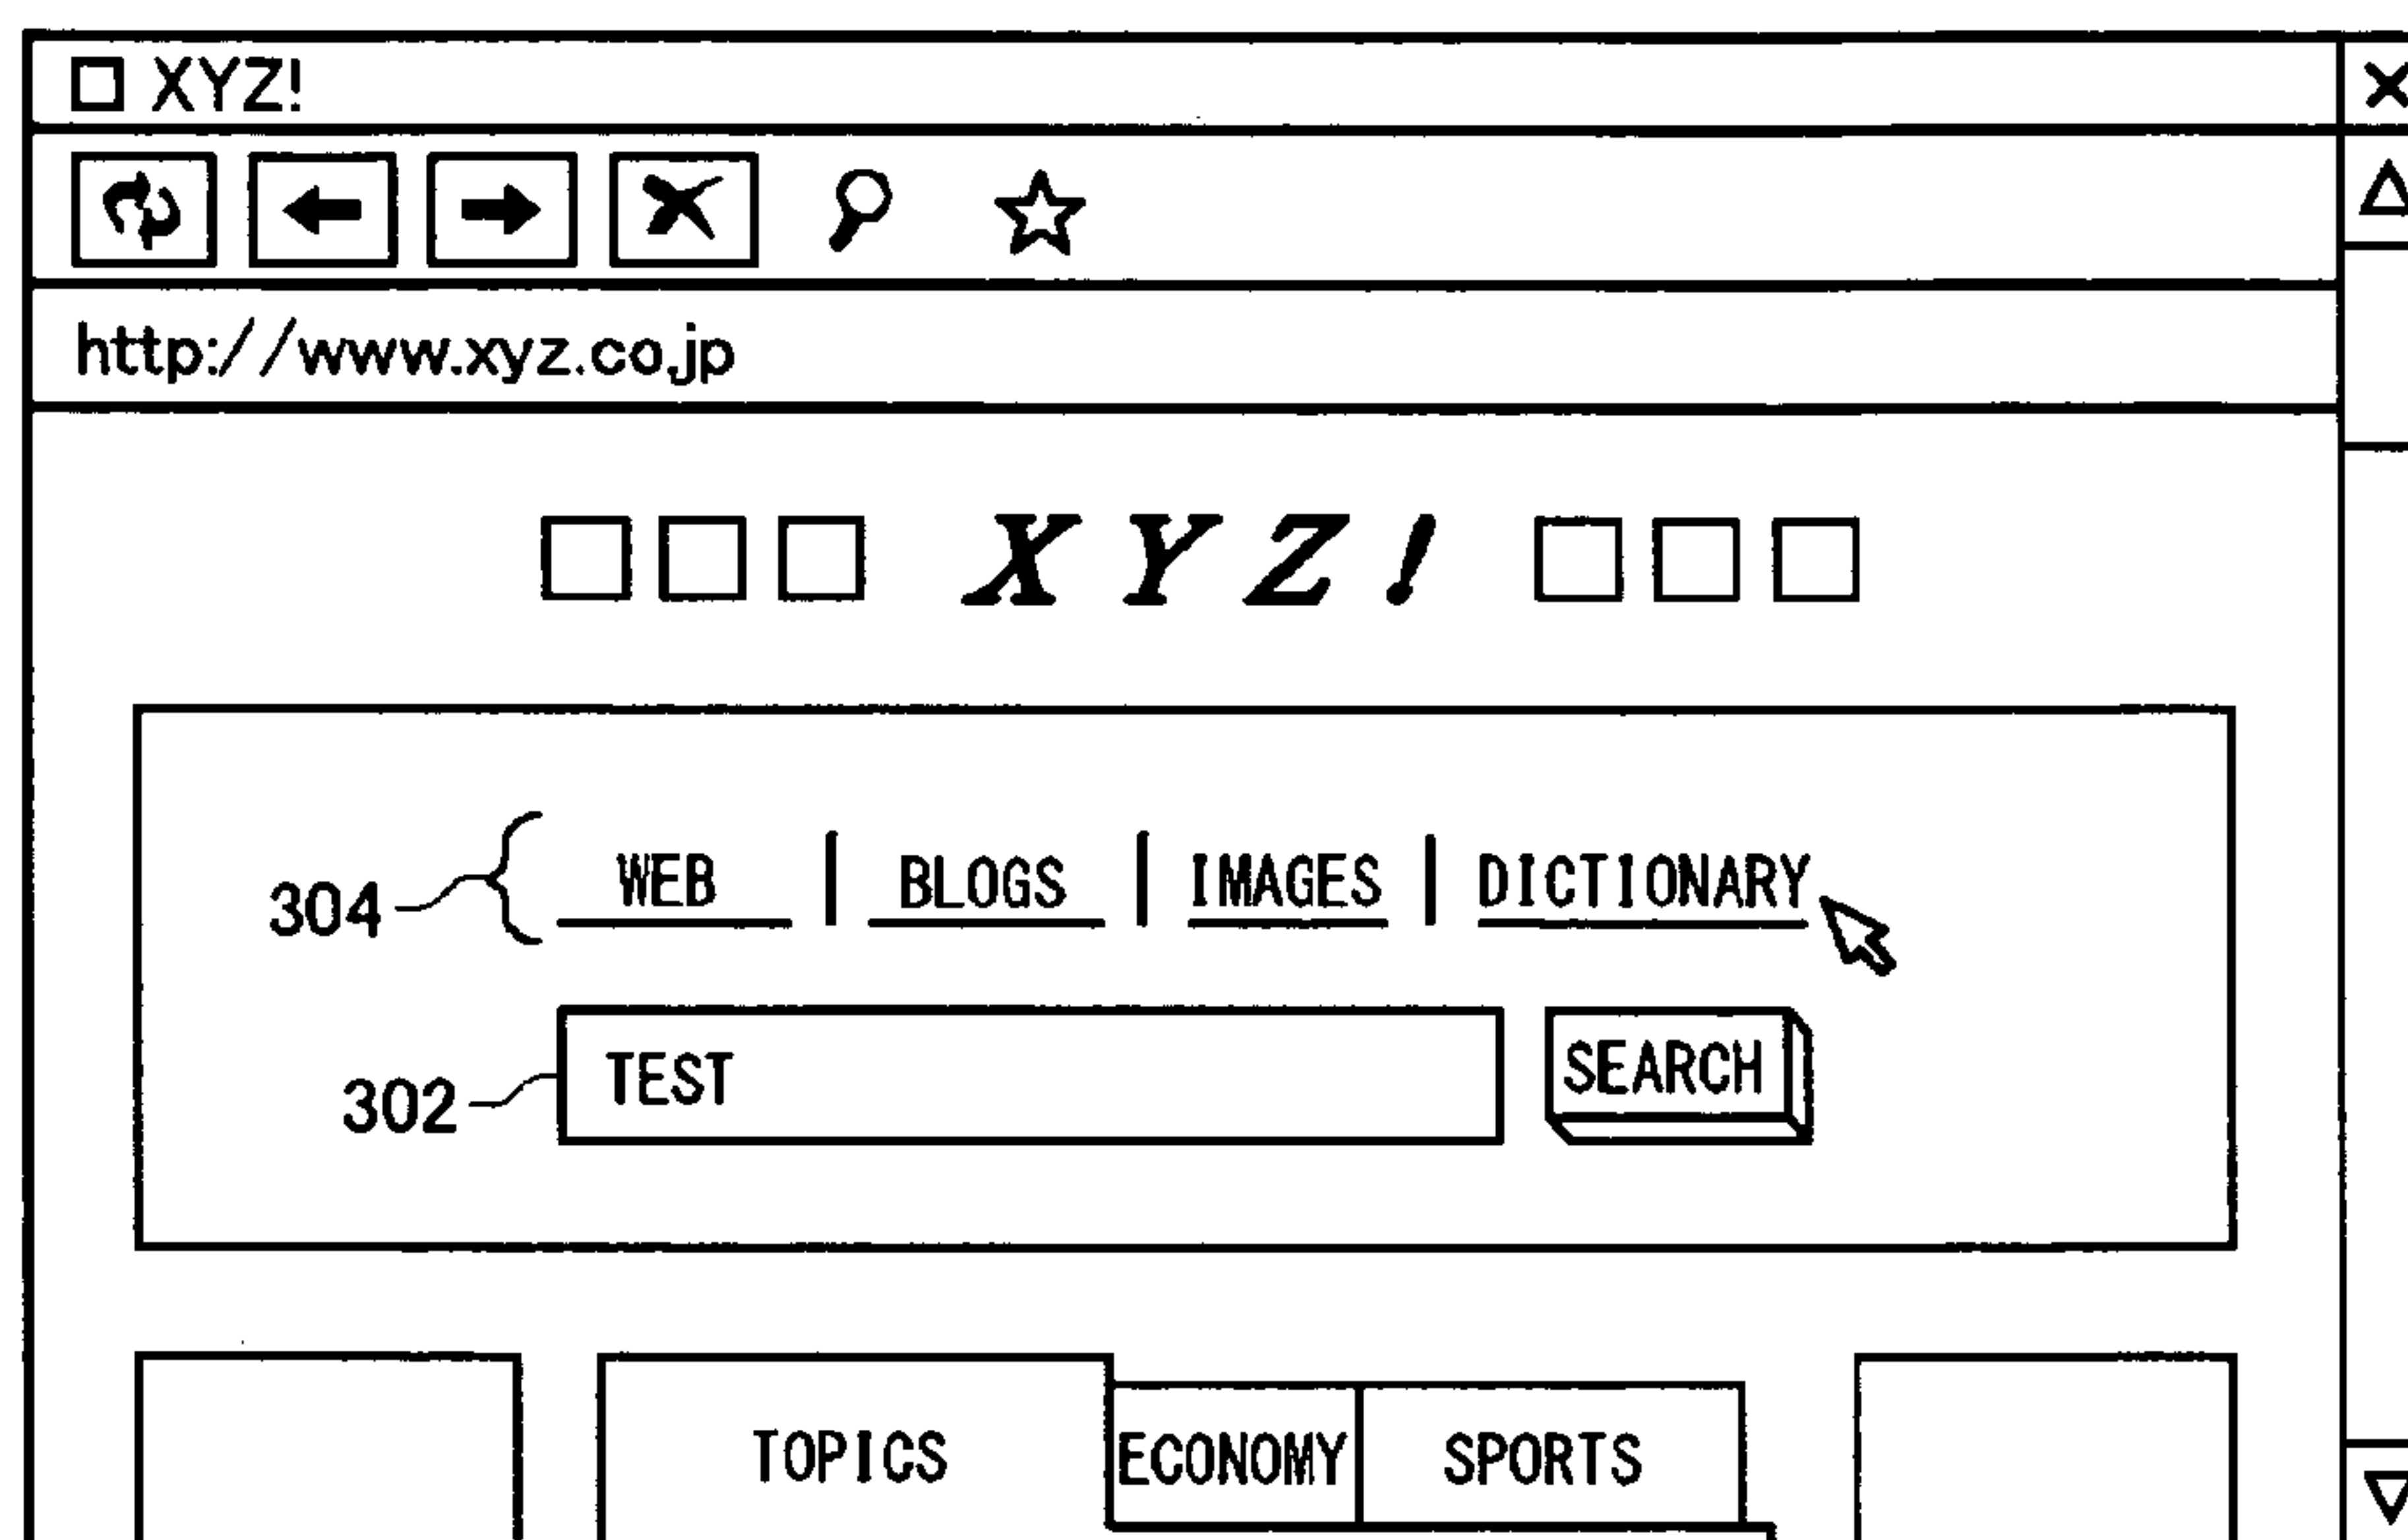 XYZ!
http://www.xyz.co.jp
□□□ XYZ! □□□
304 WEB | BLOGS | IMAGES | DICTIONARY
302 TEST SEARCH
TOPICS ECONOMY SPORTS